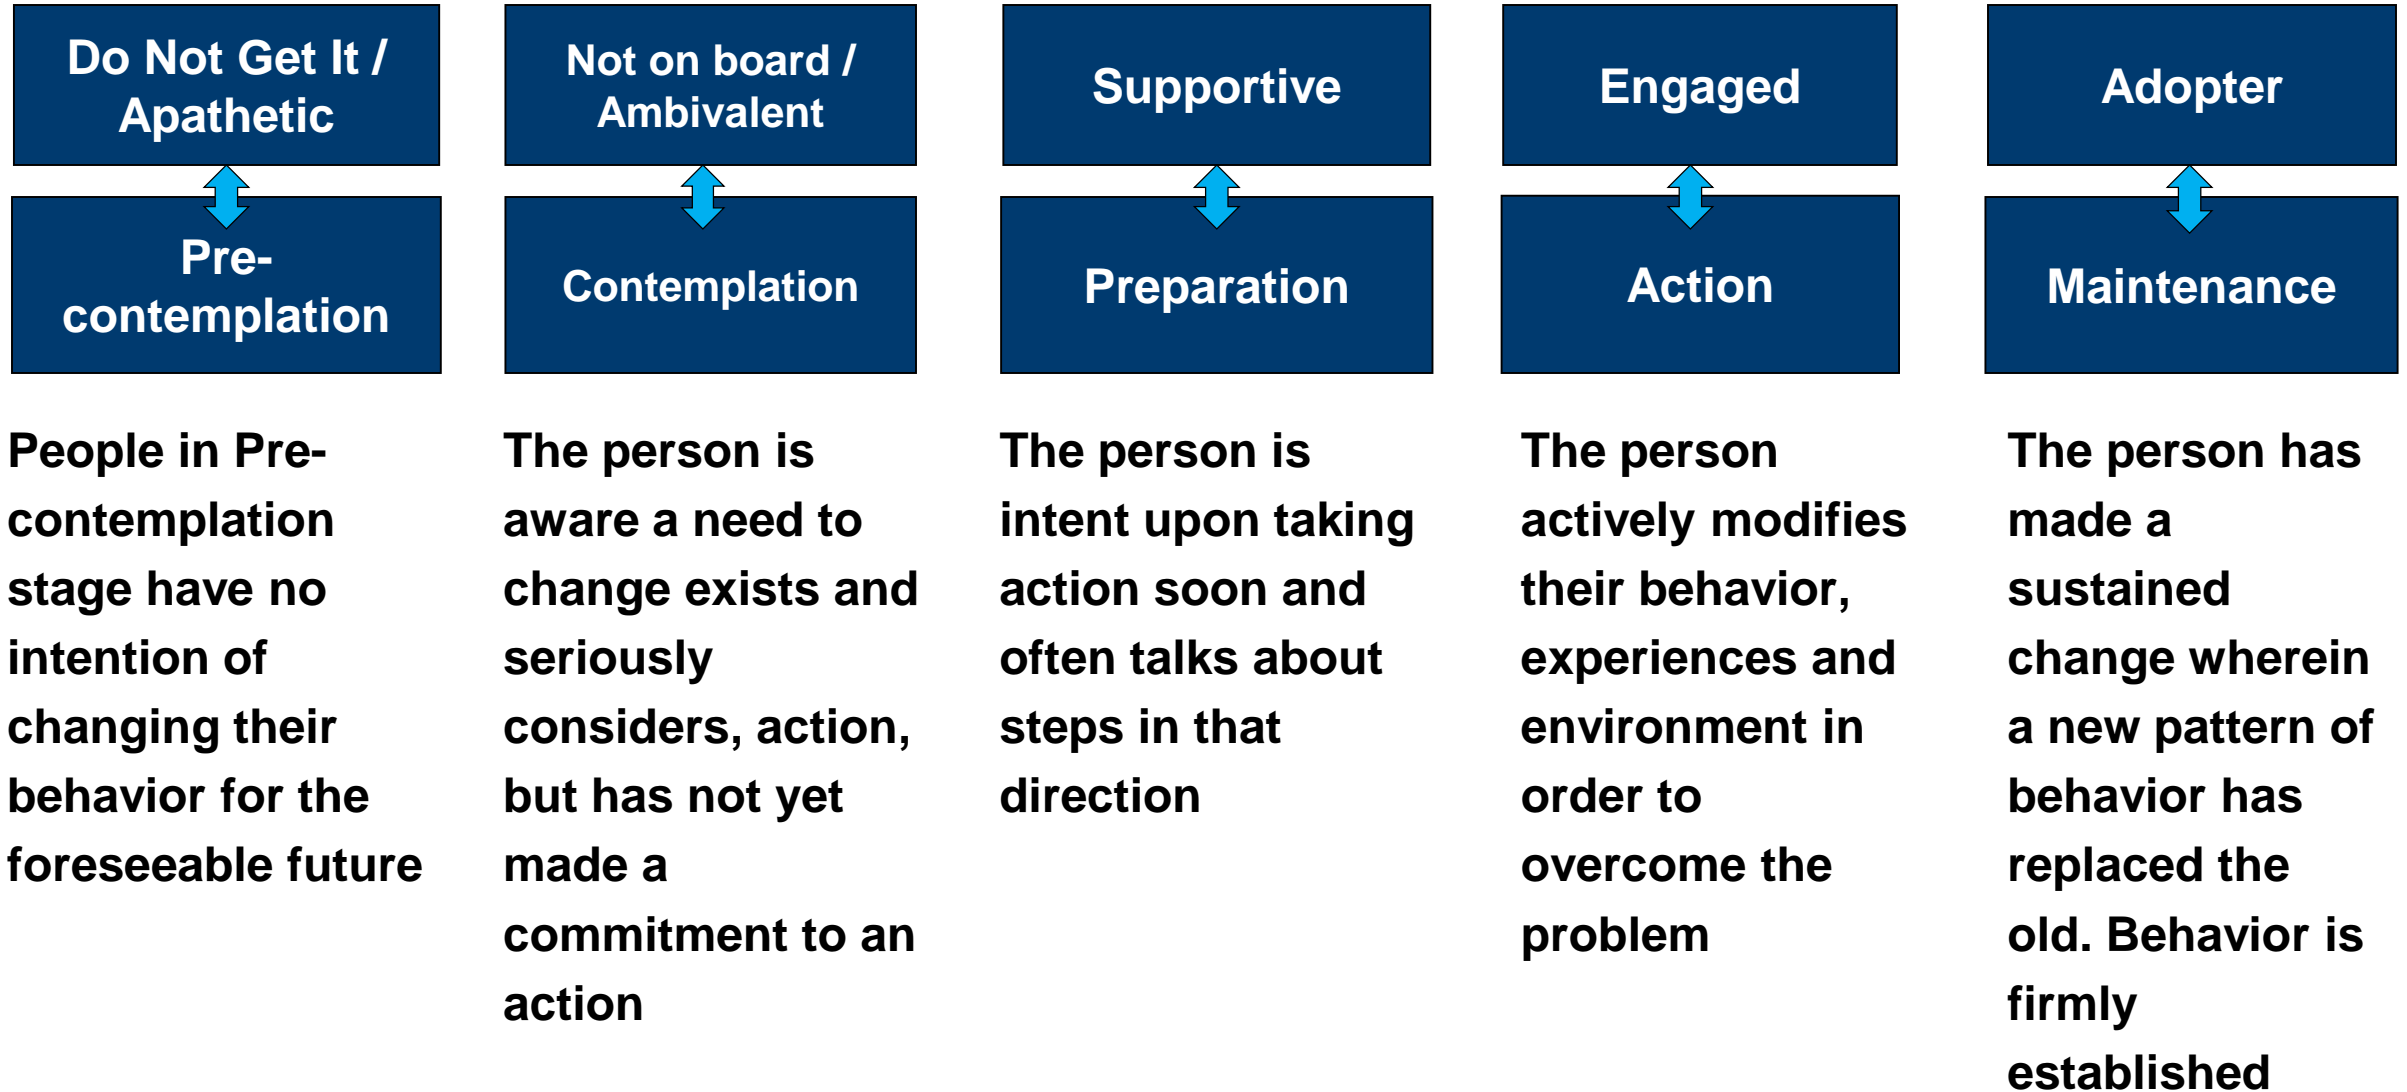 Do Not Get It /
Apathetic
Not on board /
Ambivalent
Supportive
Engaged
Adopter
Pre-
contemplation
Contemplation
Preparation
Action
Maintenance
People in Pre-
contemplation
stage have no
intention of
changing their
behavior for the
foreseeable future
The person is
aware a need to
change exists and
seriously
considers, action,
but has not yet
made a
commitment to an
action
The person is
intent upon taking
action soon and
often talks about
steps in that
direction
The person
actively modifies
their behavior,
experiences and
environment in
order to
overcome the
problem
The person has
made a
sustained
change wherein
a new pattern of
behavior has
replaced the
old. Behavior is
firmly
established